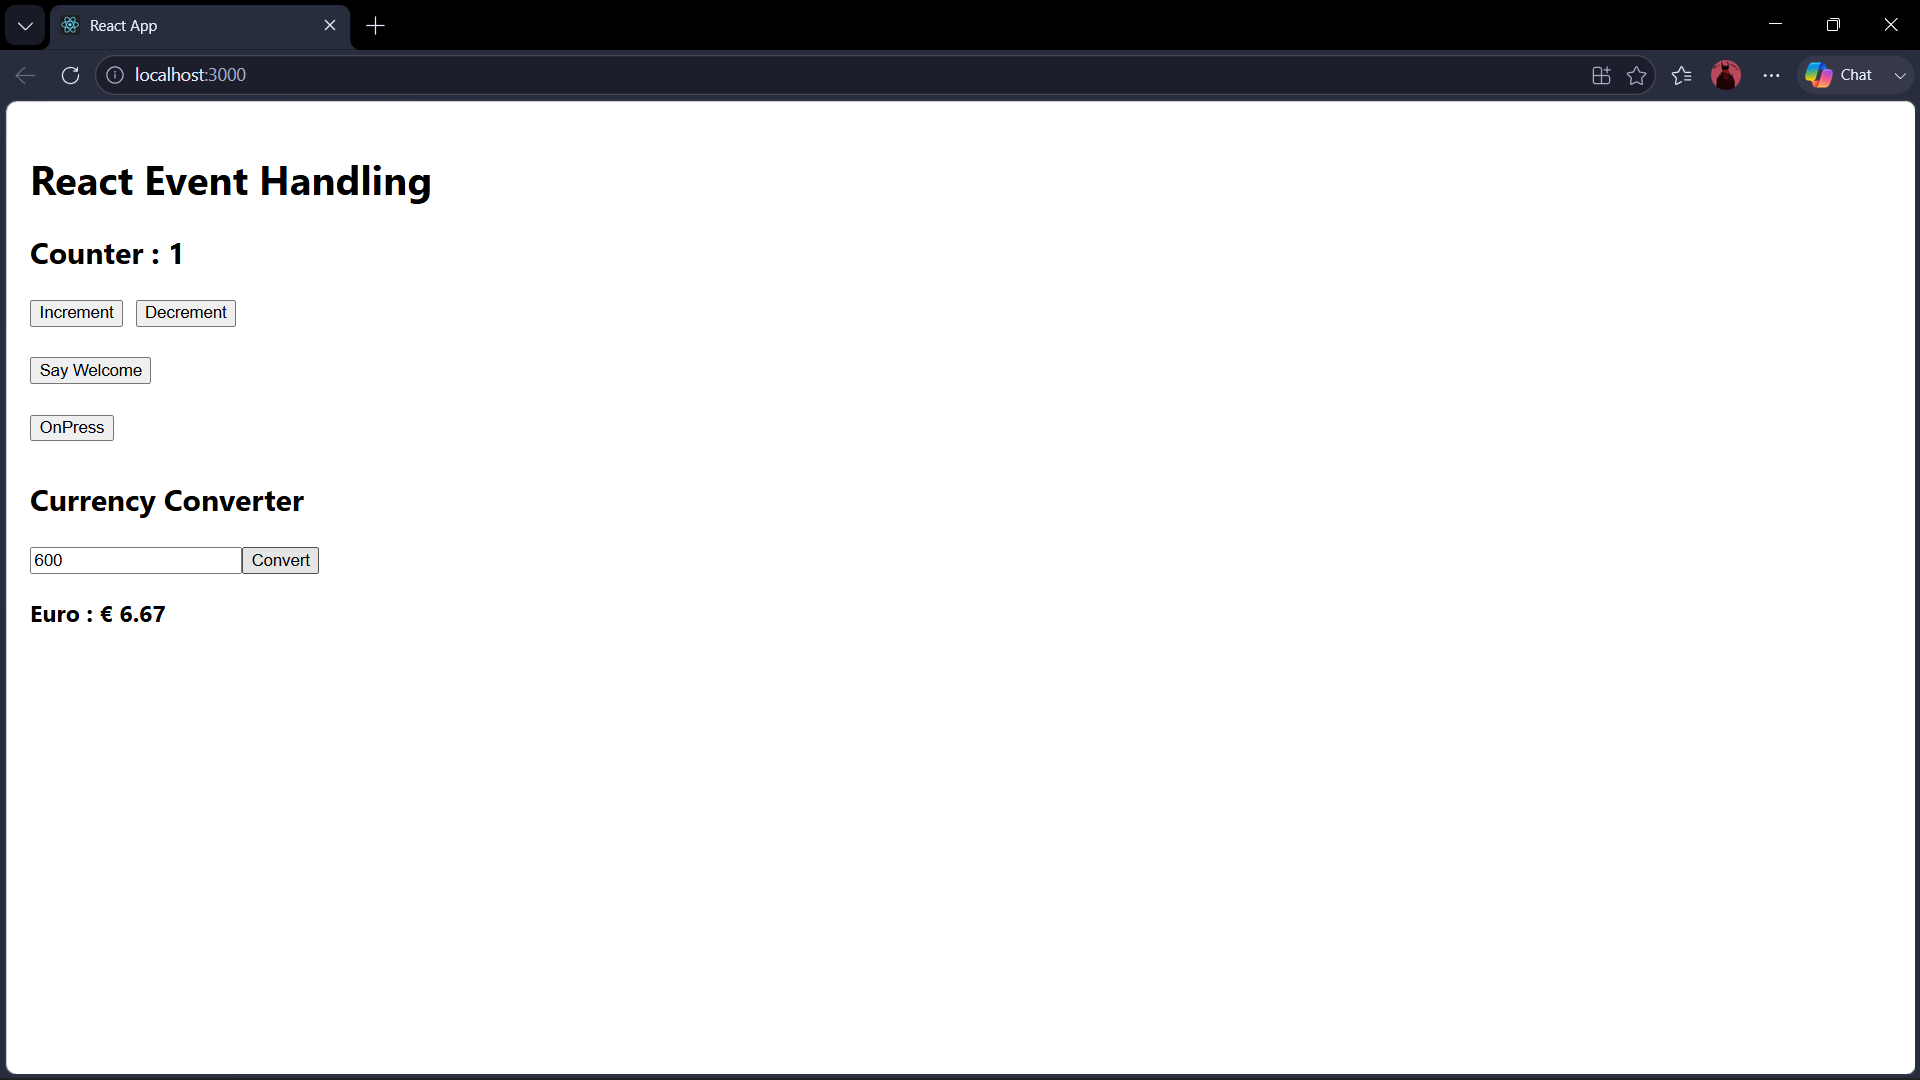 React App
localhost:3000
Chat
React Event Handling
Counter : 1
Increment Decrement
Say Welcome
OnPress
Currency Converter
600 Convert
Euro : € 6.67